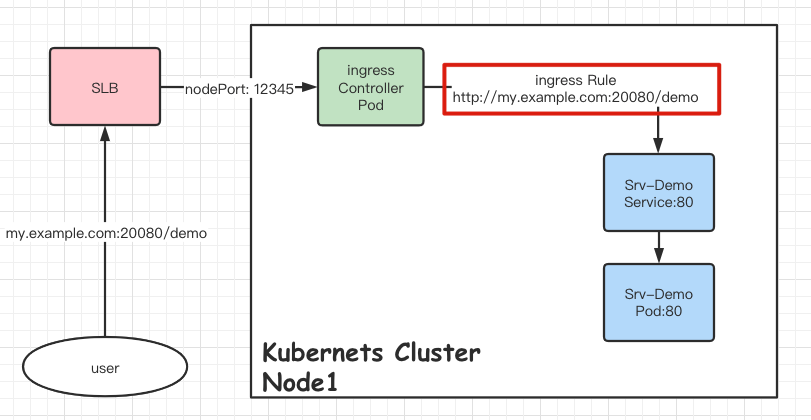 SLB
nodePort: 12345
ingress
Controller
Pod
ingress Rule
http://my.example.com:20080/demo
Srv-Demo
Service:80
Srv-Demo
Pod:80
my.example.com:20080/demo
user
Kubernets Cluster
Node1